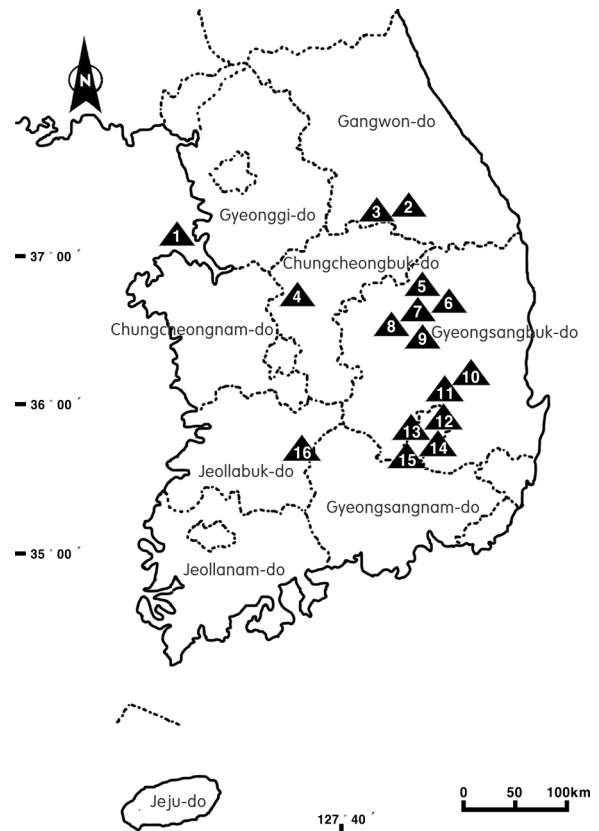 N
Gangwon-do
Gyeonggi-do
3
2
1
37°00′
Chungcheongbuk-do
4
5
6
7
8
9
Chungcheongnam-do
Gyeongsangbuk-do
10
11
36°00′
12
13
14
15
16
Jeollabuk-do
Gyeongsangnam-do
35°00′
Jeollanam-do
Jeju-do
0 50 100km
127°40′